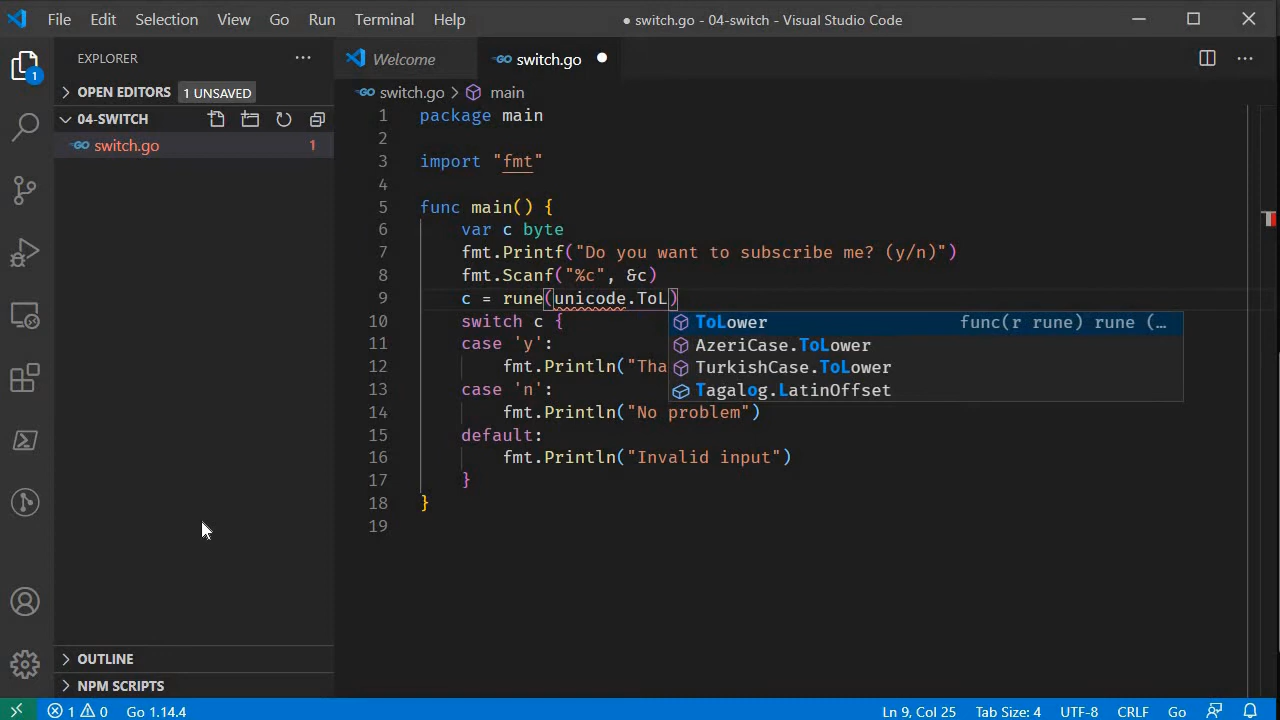 File Edit Selection View Go Run Terminal Help ● switch.go - 04-switch - Visual Studio Code
EXPLORER ...
OPEN EDITORS 1 UNSAVED
04-SWITCH
switch.go 1
OUTLINE
NPM SCRIPTS
1
Welcome switch.go ●
switch.go > main
1 package main
2
3 import "fmt"
4
5 func main() {
6 var c byte
7 fmt.Printf("Do you want to subscribe me? (y/n)")
8 fmt.Scanf("%c", &c)
9 c = rune(unicode.ToL)
10 switch c {
11 case 'y':
12 fmt.Println("Tha
13 case 'n':
14 fmt.Println("No problem")
15 default:
16 fmt.Println("Invalid input")
17 }
18 }
19
ToLower func(r rune) rune (…
AzeriCase.ToLower
TurkishCase.ToLower
Tagalog.LatinOffset
1 0 Go 1.14.4 Ln 9, Col 25 Tab Size: 4 UTF-8 CRLF Go